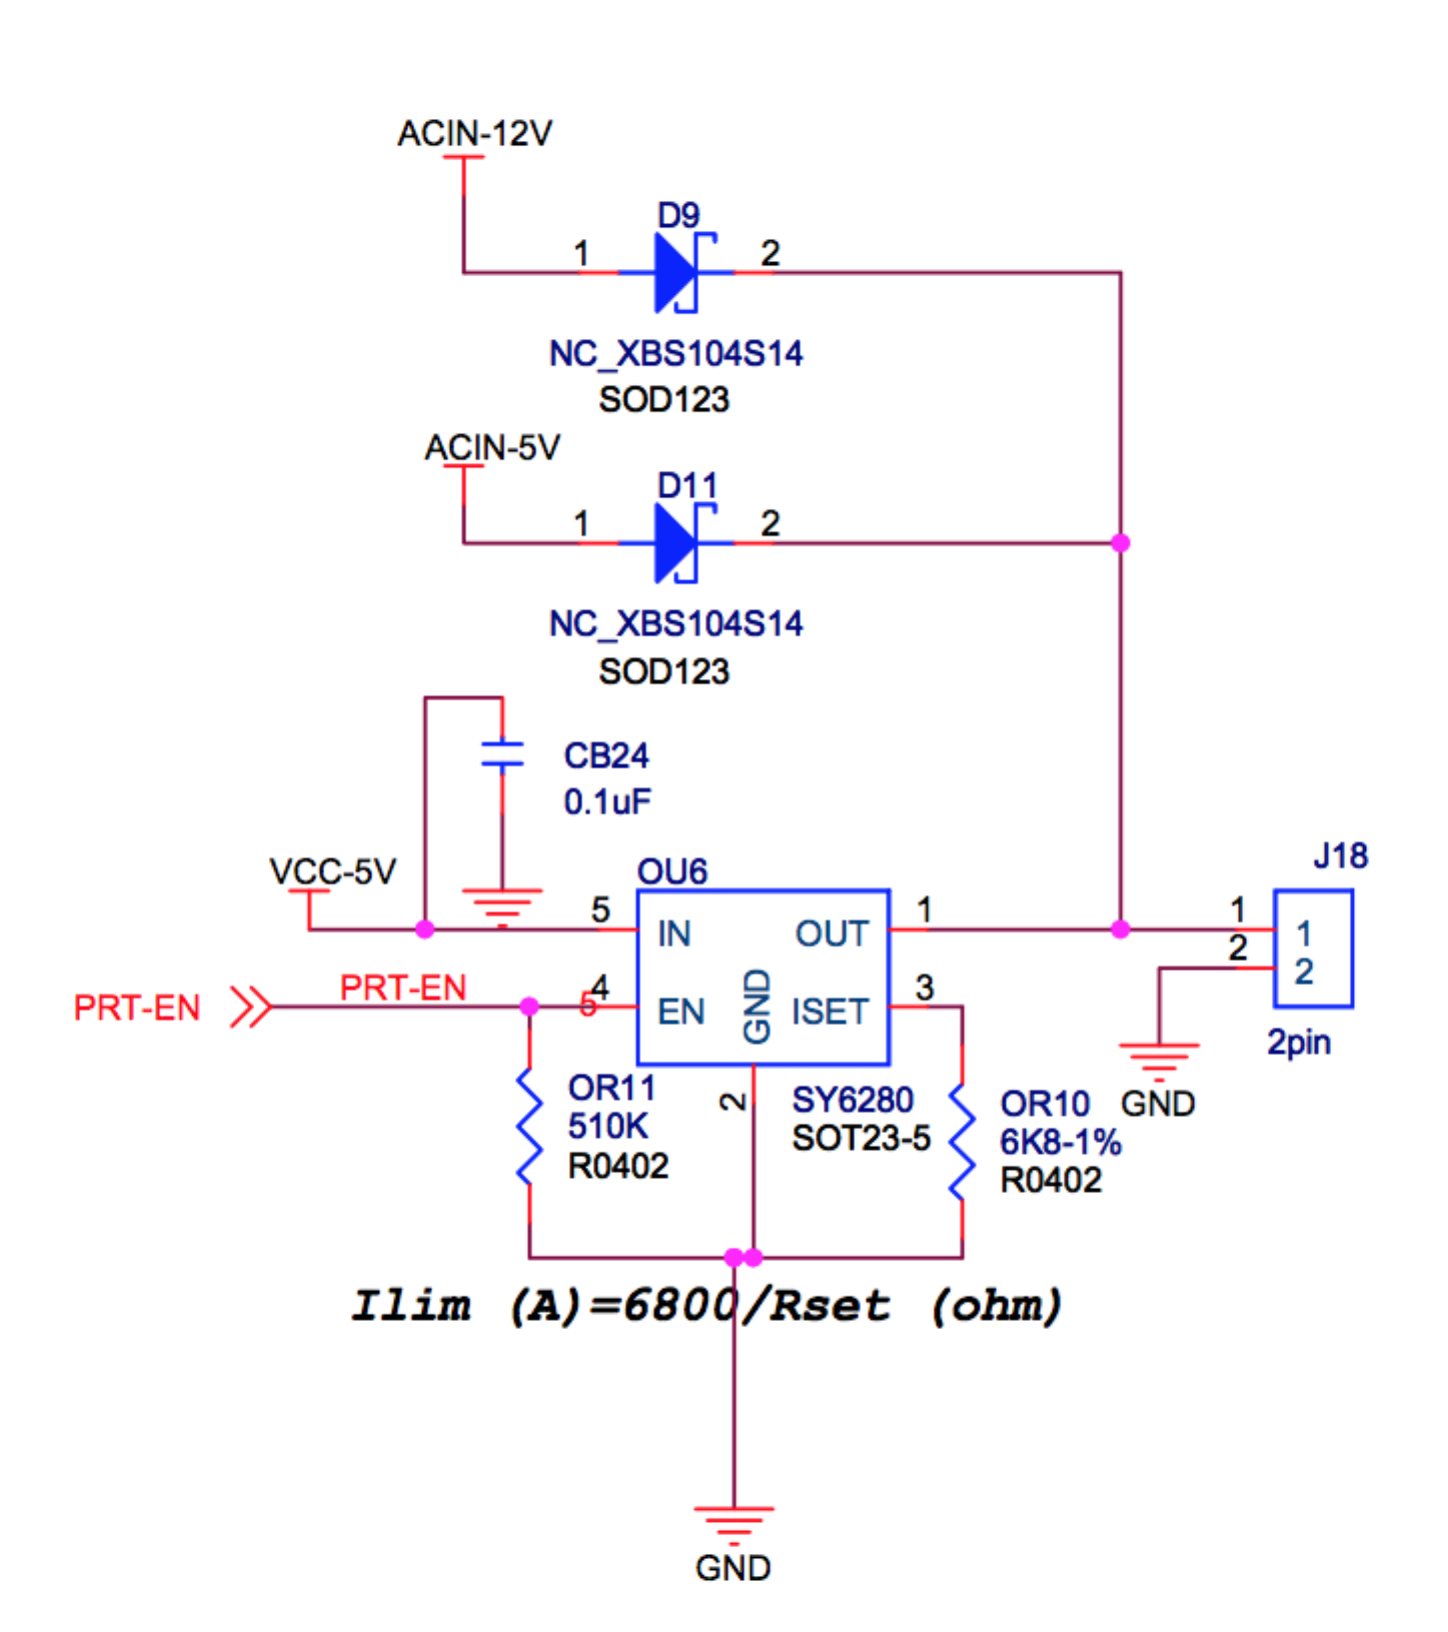 ACIN-12V
D9
1
2
NC_XBS104S14
SOD123
ACIN-5V
D11
1
2
NC_XBS104S14
SOD123
CB24
0.1uF
VCC-5V
OU6
J18
5
IN
OUT
1
1
1
2
2
PRT-EN
PRT-EN
5
4
EN
GND
ISET
3
2pin
2
OR11
510K
R0402
SY6280
SOT23-5
OR10
6K8-1%
R0402
GND
Ilim (A)=6800/Rset (ohm)
GND